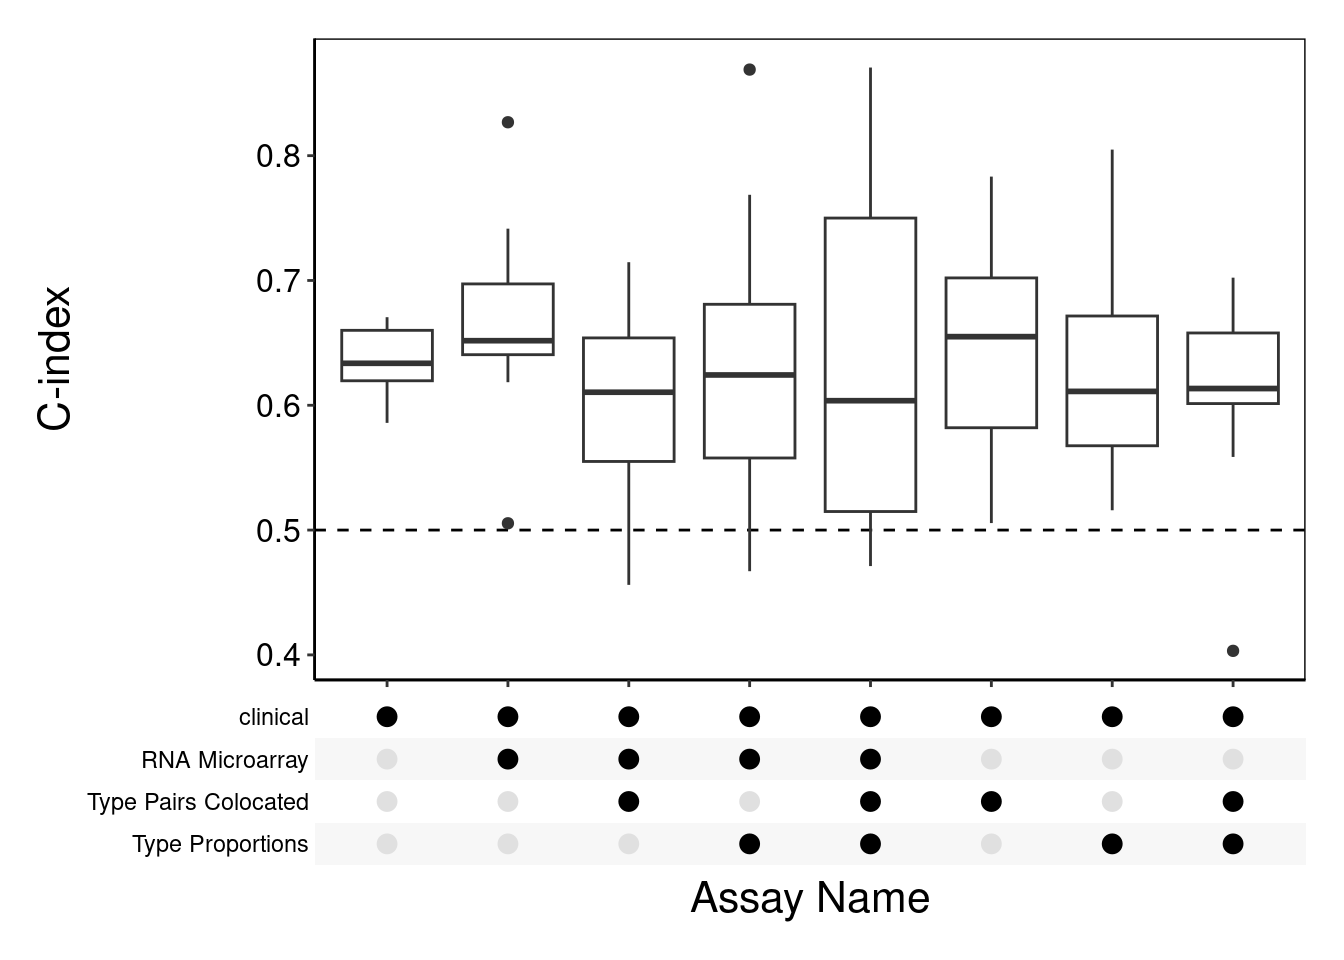 C-index
0.8
0.7
0.6
0.5
0.4
clinical
RNA Microarray
Type Pairs Colocated
Type Proportions
Assay Name